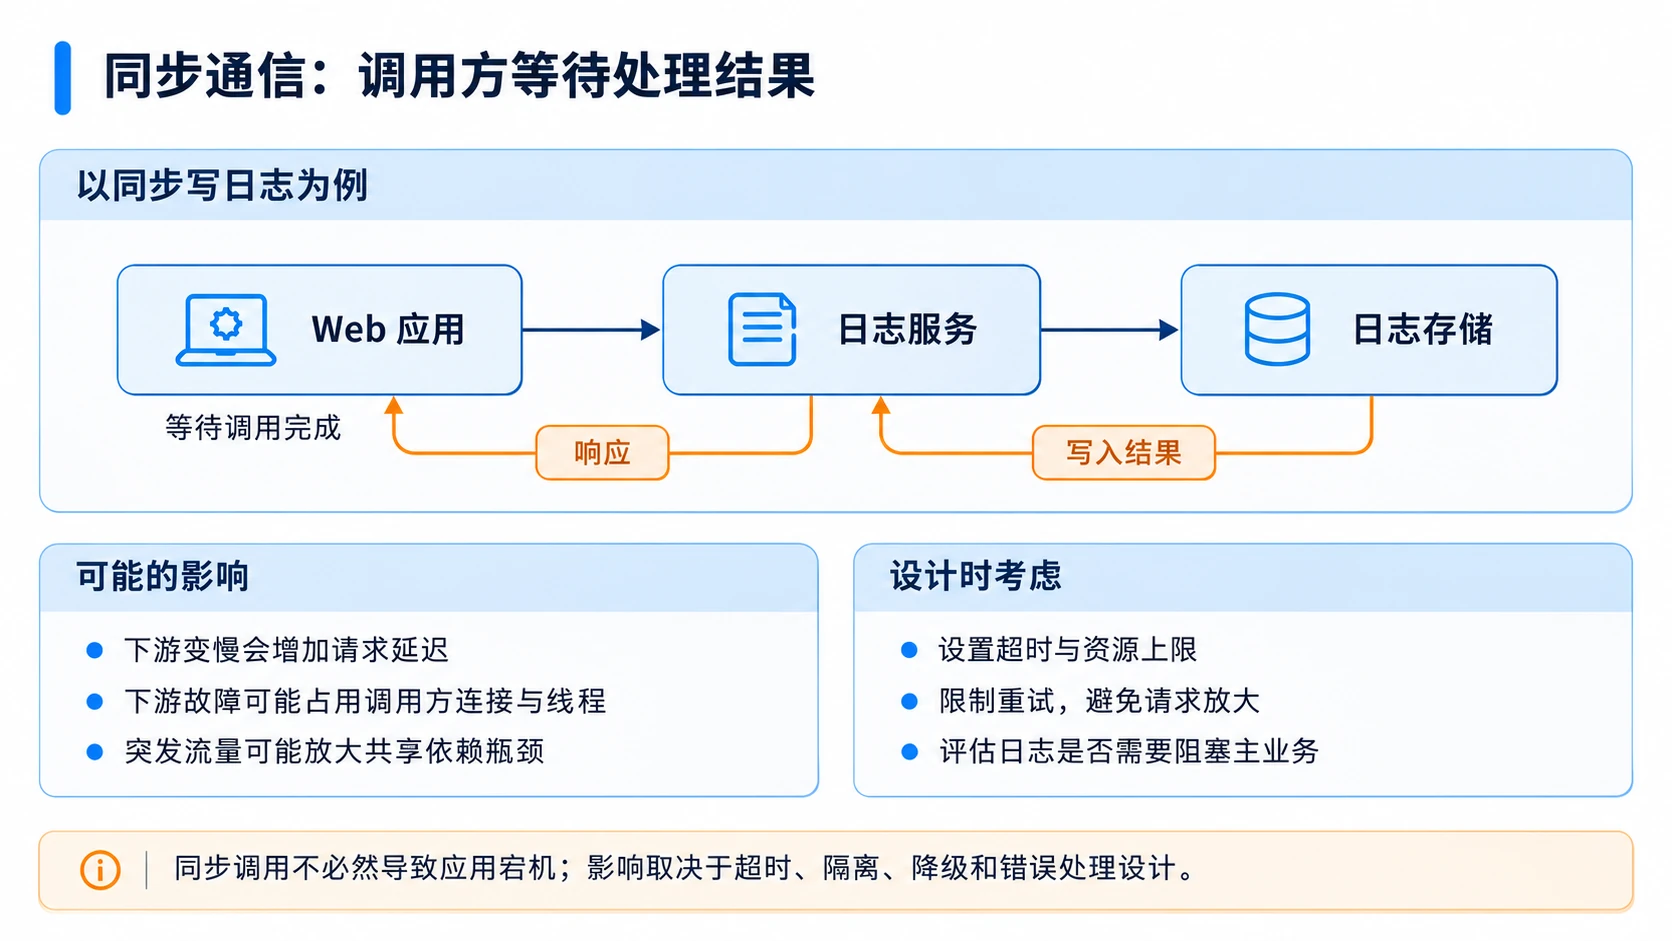 同步通信：调用方等待处理结果
以同步写日志为例
Web 应用
日志服务
日志存储
等待调用完成
响应
写入结果
可能的影响
下游变慢会增加请求延迟
下游故障可能占用调用方连接与线程
突发流量可能放大共享依赖瓶颈
设计时考虑
设置超时与资源上限
限制重试，避免请求放大
评估日志是否需要阻塞主业务
同步调用不必然导致应用宕机；影响取决于超时、隔离、降级和错误处理设计。